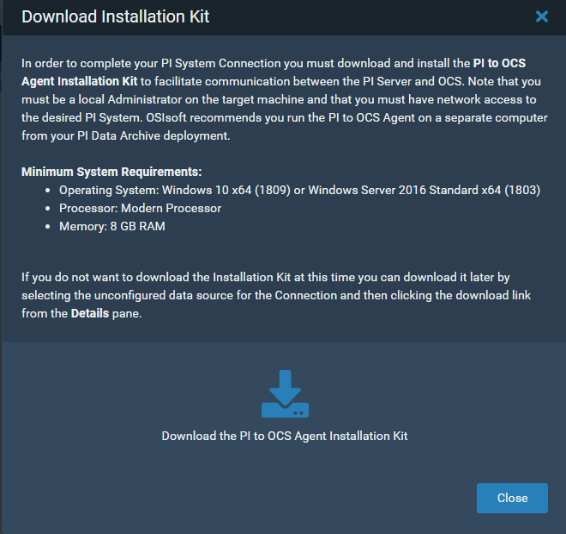 Download Installation Kit
In order to complete your PI System Connection you must download and install the PI to OCS
Agent Installation Kit to facilitate communication between the PI Server and OCS. Note that you
must be a local Administrator on the target machine and that you must have network access to
the desired PI System. OSIsoft recommends you run the PI to OCS Agent on a separate computer
from your PI Data Archive deployment.
Minimum System Requirements:
• Operating System: Windows 10 x64 (1809) or Windows Server 2016 Standard x64 (1803)
• Processor: Modern Processor
• Memory: 8 GB RAM
If you do not want to download the Installation Kit at this time you can download it later by
selecting the unconfigured data source for the Connection and then clicking the download link
from the Details pane.
Download the PI to OCS Agent Installation Kit
Close